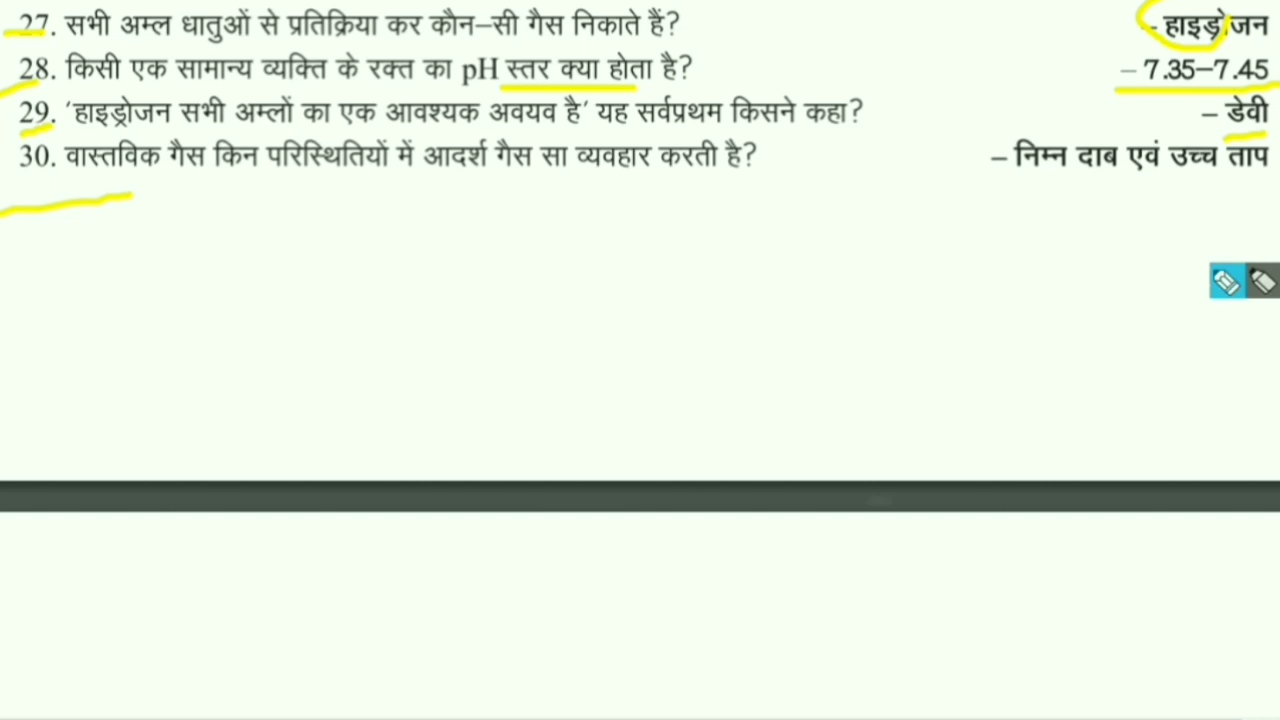 27. सभी अम्ल धातुओं से प्रतिक्रिया कर कौन–सी गैस निकाते हैं? – हाइड्रोजन
28. किसी एक सामान्य व्यक्ति के रक्त का pH स्तर क्या होता है? – 7.35–7.45
29. ‘हाइड्रोजन सभी अम्लों का एक आवश्यक अवयव है’ यह सर्वप्रथम किसने कहा? – डेवी
30. वास्तविक गैस किन परिस्थितियों में आदर्श गैस सा व्यवहार करती है? – निम्न दाब एवं उच्च ताप